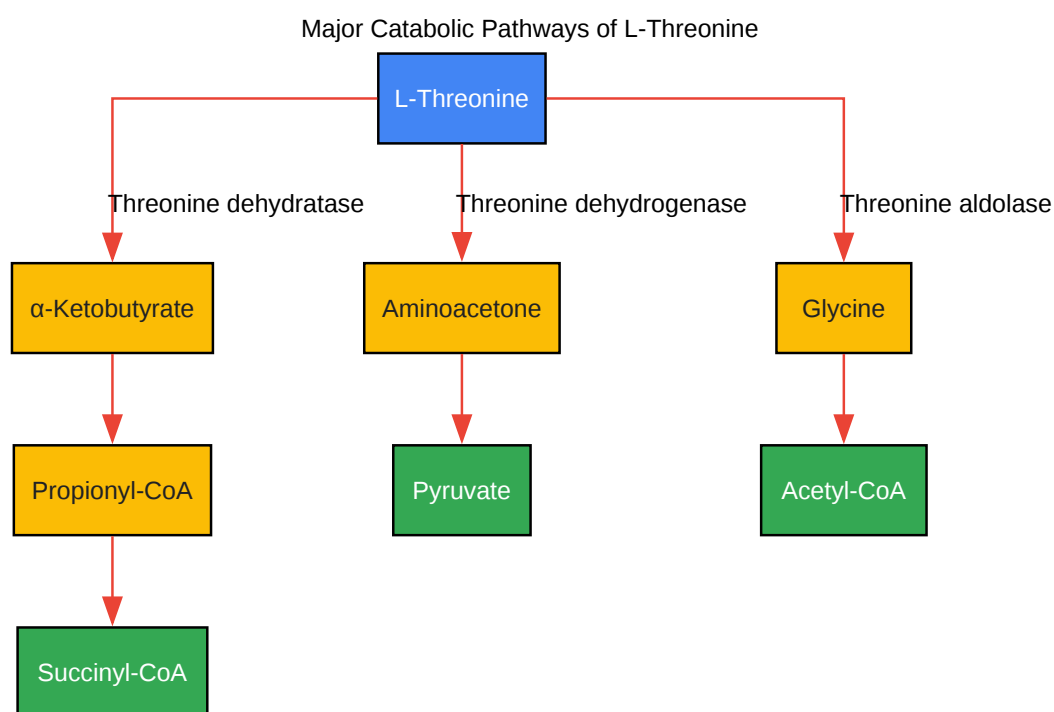 Major Catabolic Pathways of L-Threonine
L-Threonine
Threonine dehydratase
Threonine dehydrogenase
Threonine aldolase
α-Ketobutyrate
Aminoacetone
Glycine
Propionyl-CoA
Pyruvate
Acetyl-CoA
Succinyl-CoA